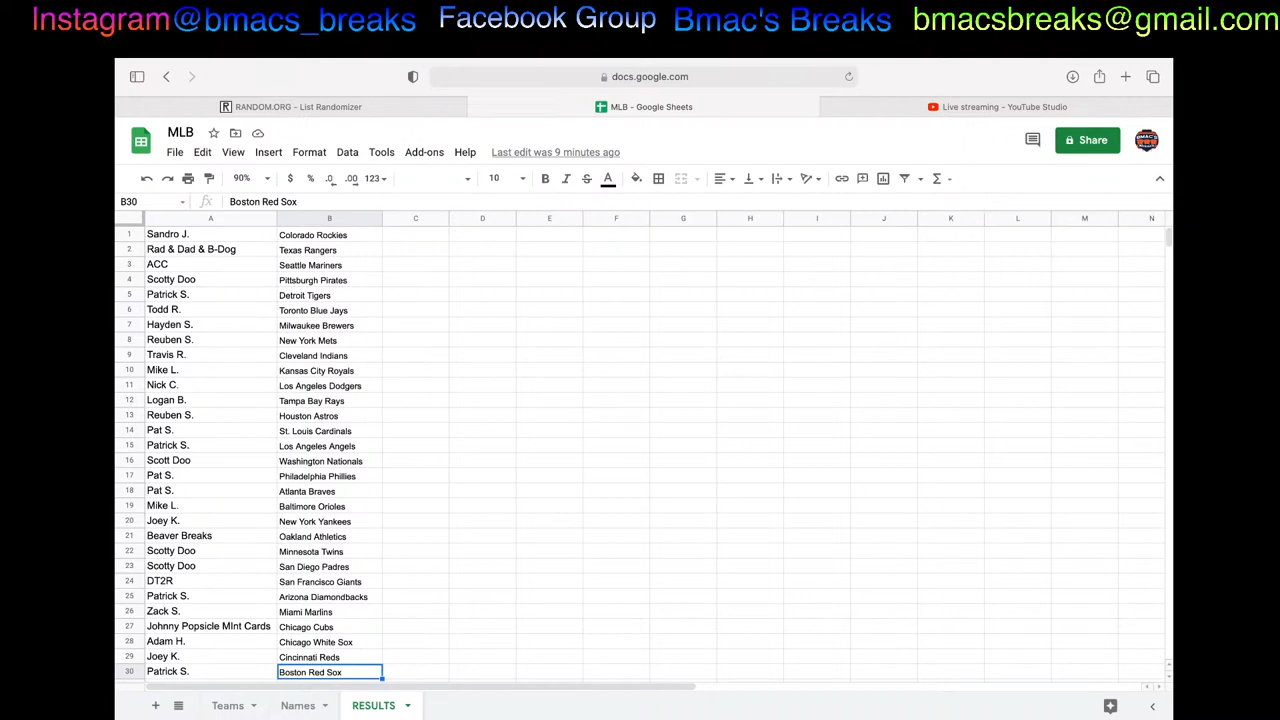 Instagram@bmacs_breaks Facebook Group Bmac's Breaks bmacsbreaks@gmail.com
docs.google.com
RANDOM.ORG - List Randomizer MLB - Google Sheets Live streaming - YouTube Studio
MLB
File Edit View Insert Format Data Tools Add-ons Help Last edit was 9 minutes ago
Share
90% $ % .0 .00 123 10 B I S A
B30 fx Boston Red Sox
A B C D E F G H I J K L M N
1 Sandro J. Colorado Rockies
2 Rad & Dad & B-Dog Texas Rangers
3 ACC Seattle Mariners
4 Scotty Doo Pittsburgh Pirates
5 Patrick S. Detroit Tigers
6 Todd R. Toronto Blue Jays
7 Hayden S. Milwaukee Brewers
8 Reuben S. New York Mets
9 Travis R. Cleveland Indians
10 Mike L. Kansas City Royals
11 Nick C. Los Angeles Dodgers
12 Logan B. Tampa Bay Rays
13 Reuben S. Houston Astros
14 Pat S. St. Louis Cardinals
15 Patrick S. Los Angeles Angels
16 Scott Doo Washington Nationals
17 Pat S. Philadelphia Phillies
18 Pat S. Atlanta Braves
19 Mike L. Baltimore Orioles
20 Joey K. New York Yankees
21 Beaver Breaks Oakland Athletics
22 Scotty Doo Minnesota Twins
23 Scotty Doo San Diego Padres
24 DT2R San Francisco Giants
25 Patrick S. Arizona Diamondbacks
26 Zack S. Miami Marlins
27 Johnny Popsicle MInt Cards Chicago Cubs
28 Adam H. Chicago White Sox
29 Joey K. Cincinnati Reds
30 Patrick S. Boston Red Sox
Teams Names RESULTS